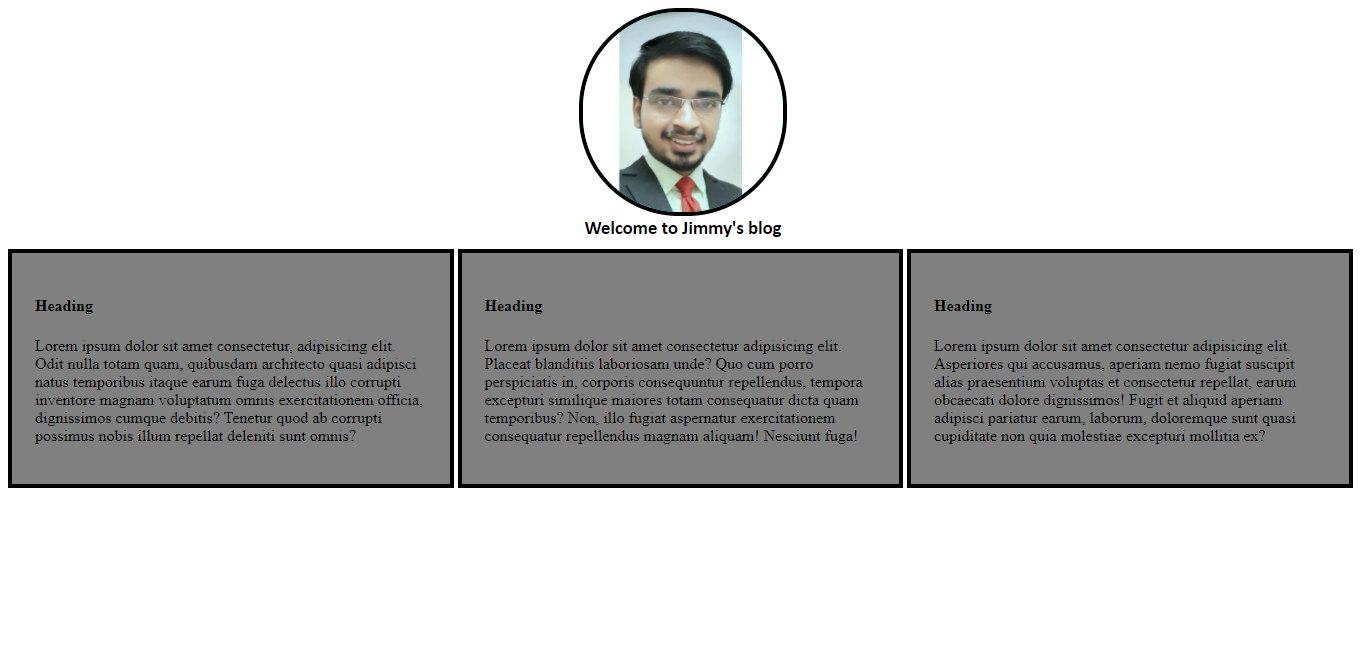 Welcome to Jimmy's blog
Heading
Lorem ipsum dolor sit amet consectetur, adipisicing elit.
Odit nulla totam quam, quibusdam architecto quasi adipisci
natus temporibus itaque earum fuga delectus illo corrupti
inventore magnam voluptatum omnis exercitationem officia,
dignissimos cumque debitis? Tenetur quod ab corrupti
possimus nobis illum repellat deleniti sunt omnis?
Heading
Lorem ipsum dolor sit amet consectetur adipisicing elit.
Placeat blanditiis laboriosam unde? Quo cum porro
perspiciatis in, corporis consequuntur repellendus, tempora
excepturi similique maiores totam consequatur dicta quam
temporibus? Non, illo fugiat aspernatur exercitationem
consequatur repellendus magnam aliquam! Nesciunt fuga!
Heading
Lorem ipsum dolor sit amet consectetur adipisicing elit.
Asperiores qui accusamus, aperiam nemo fugiat suscipit
alias praesentium voluptas et consectetur repellat, earum
obcaecati dolore dignissimos! Fugit et aliquid aperiam
adipisci pariatur earum, laborum, doloremque sunt quasi
cupiditate non quia molestiae excepturi mollitia ex?